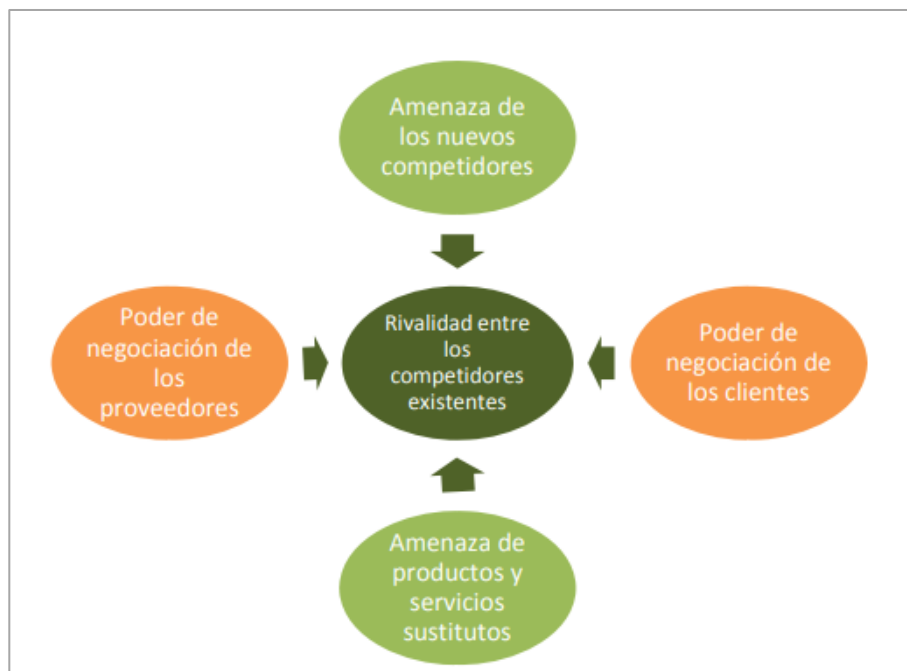 Amenaza de
los nuevos
competidores
Poder de
negociación de
los
proveedores
Rivalidad entre
los
competidores
existentes
Poder de
negociación de
los clientes
Amenaza de
productos y
servicios
sustitutos